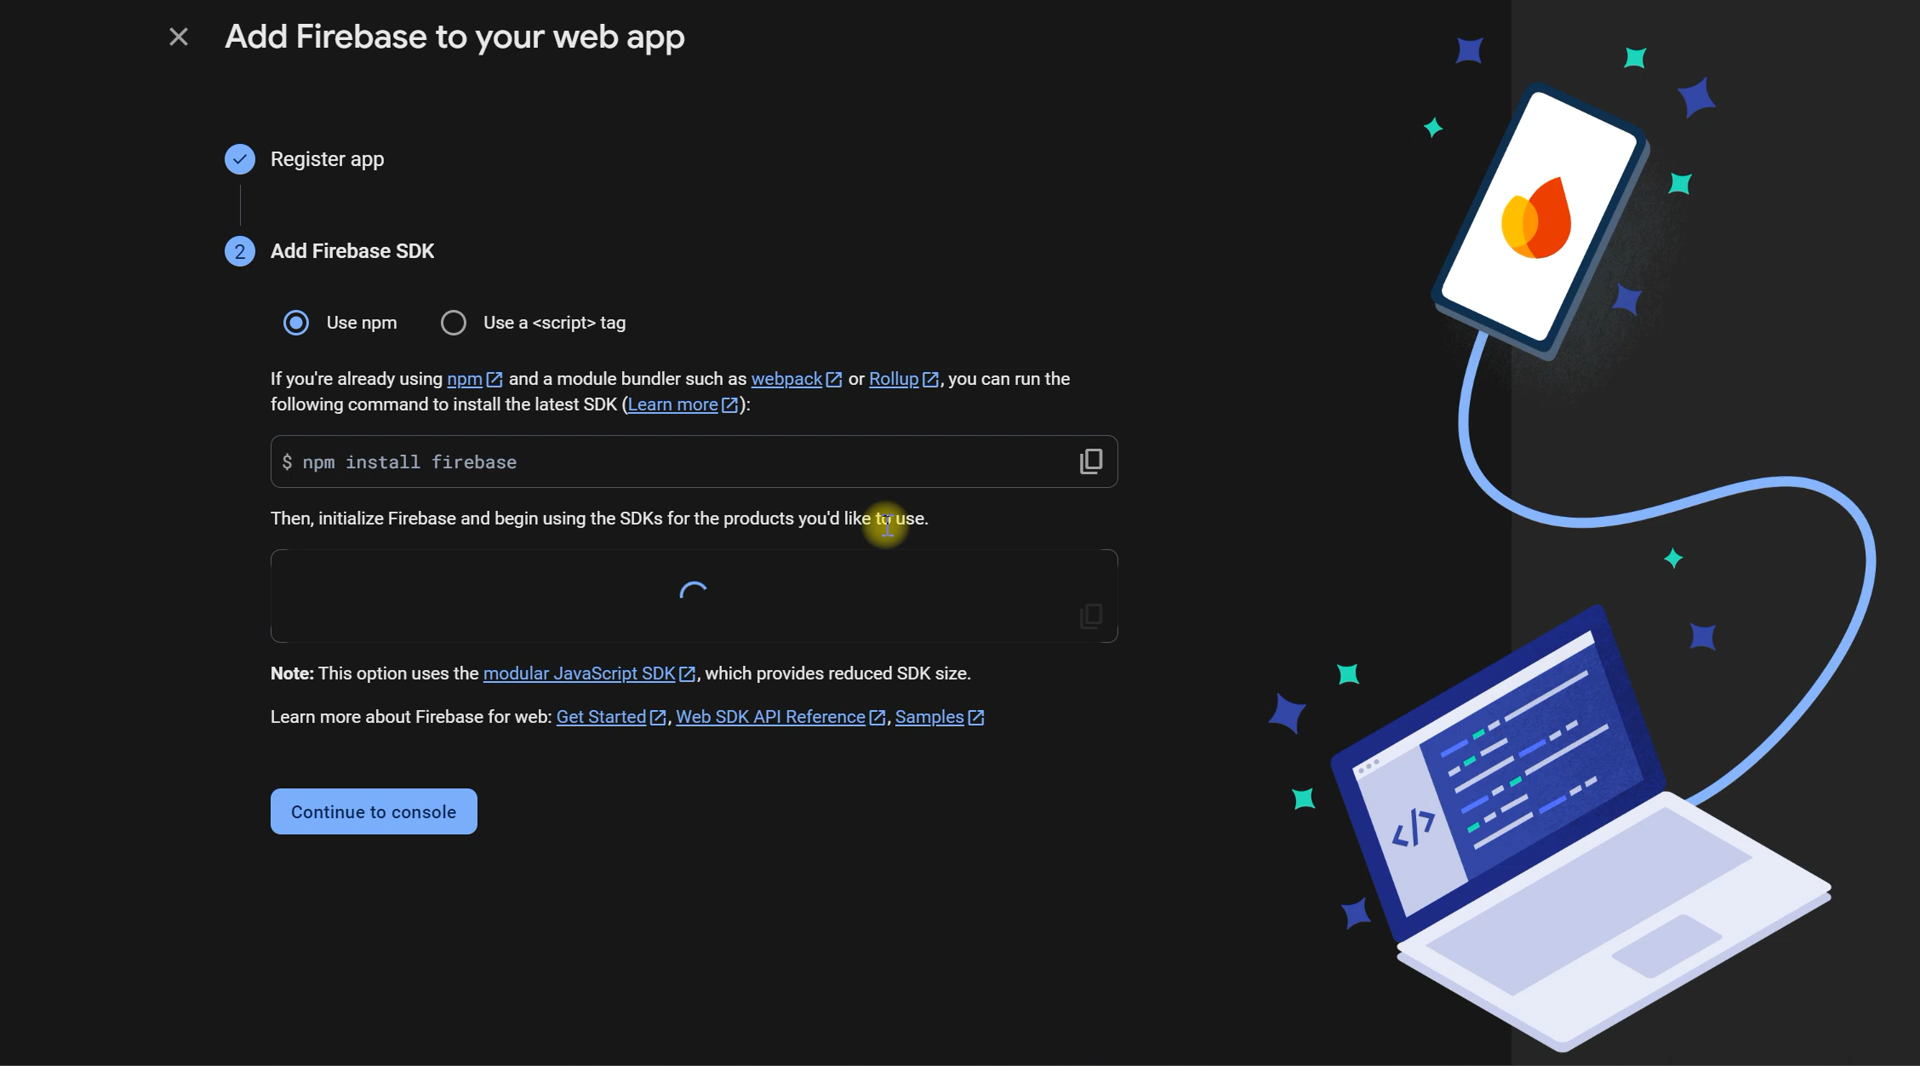 Add Firebase to your web app
Register app
2 Add Firebase SDK
Use npm Use a <script> tag
If you're already using npm and a module bundler such as webpack or Rollup, you can run the
following command to install the latest SDK (Learn more):
$ npm install firebase
Then, initialize Firebase and begin using the SDKs for the products you'd like to use.
Note: This option uses the modular JavaScript SDK, which provides reduced SDK size.
Learn more about Firebase for web: Get Started, Web SDK API Reference, Samples
Continue to console
</>